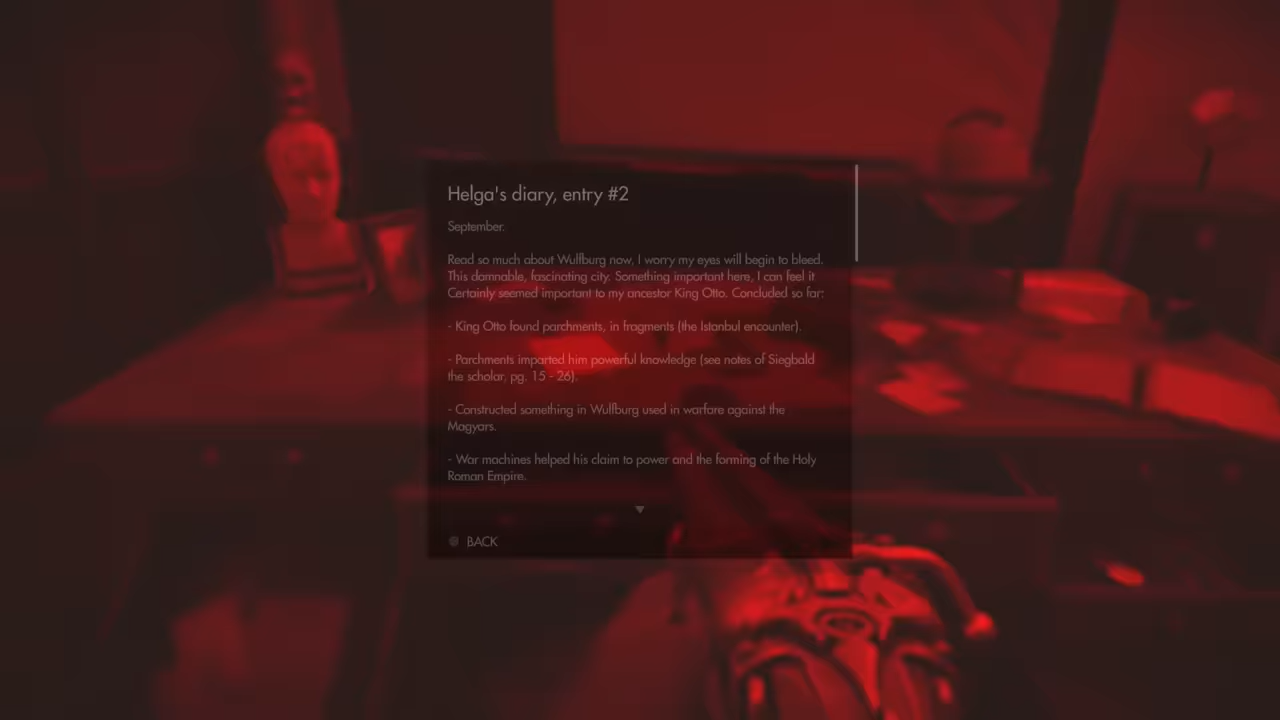 Helga's diary, entry #2
September.
Read so much about Wulfburg now, I worry my eyes will begin to bleed.
This damnable, fascinating city. Something important here, I can feel it
Certainly seemed important to my ancestor King Otto. Concluded so far:
- King Otto found parchments, in fragments (the Istanbul encounter).
- Parchments imparted him powerful knowledge (see notes of Siegbald
the scholar, pg. 15 - 26).
- Constructed something in Wulfburg used in warfare against the
Magyars.
- War machines helped his claim to power and the forming of the Holy
Roman Empire.
BACK